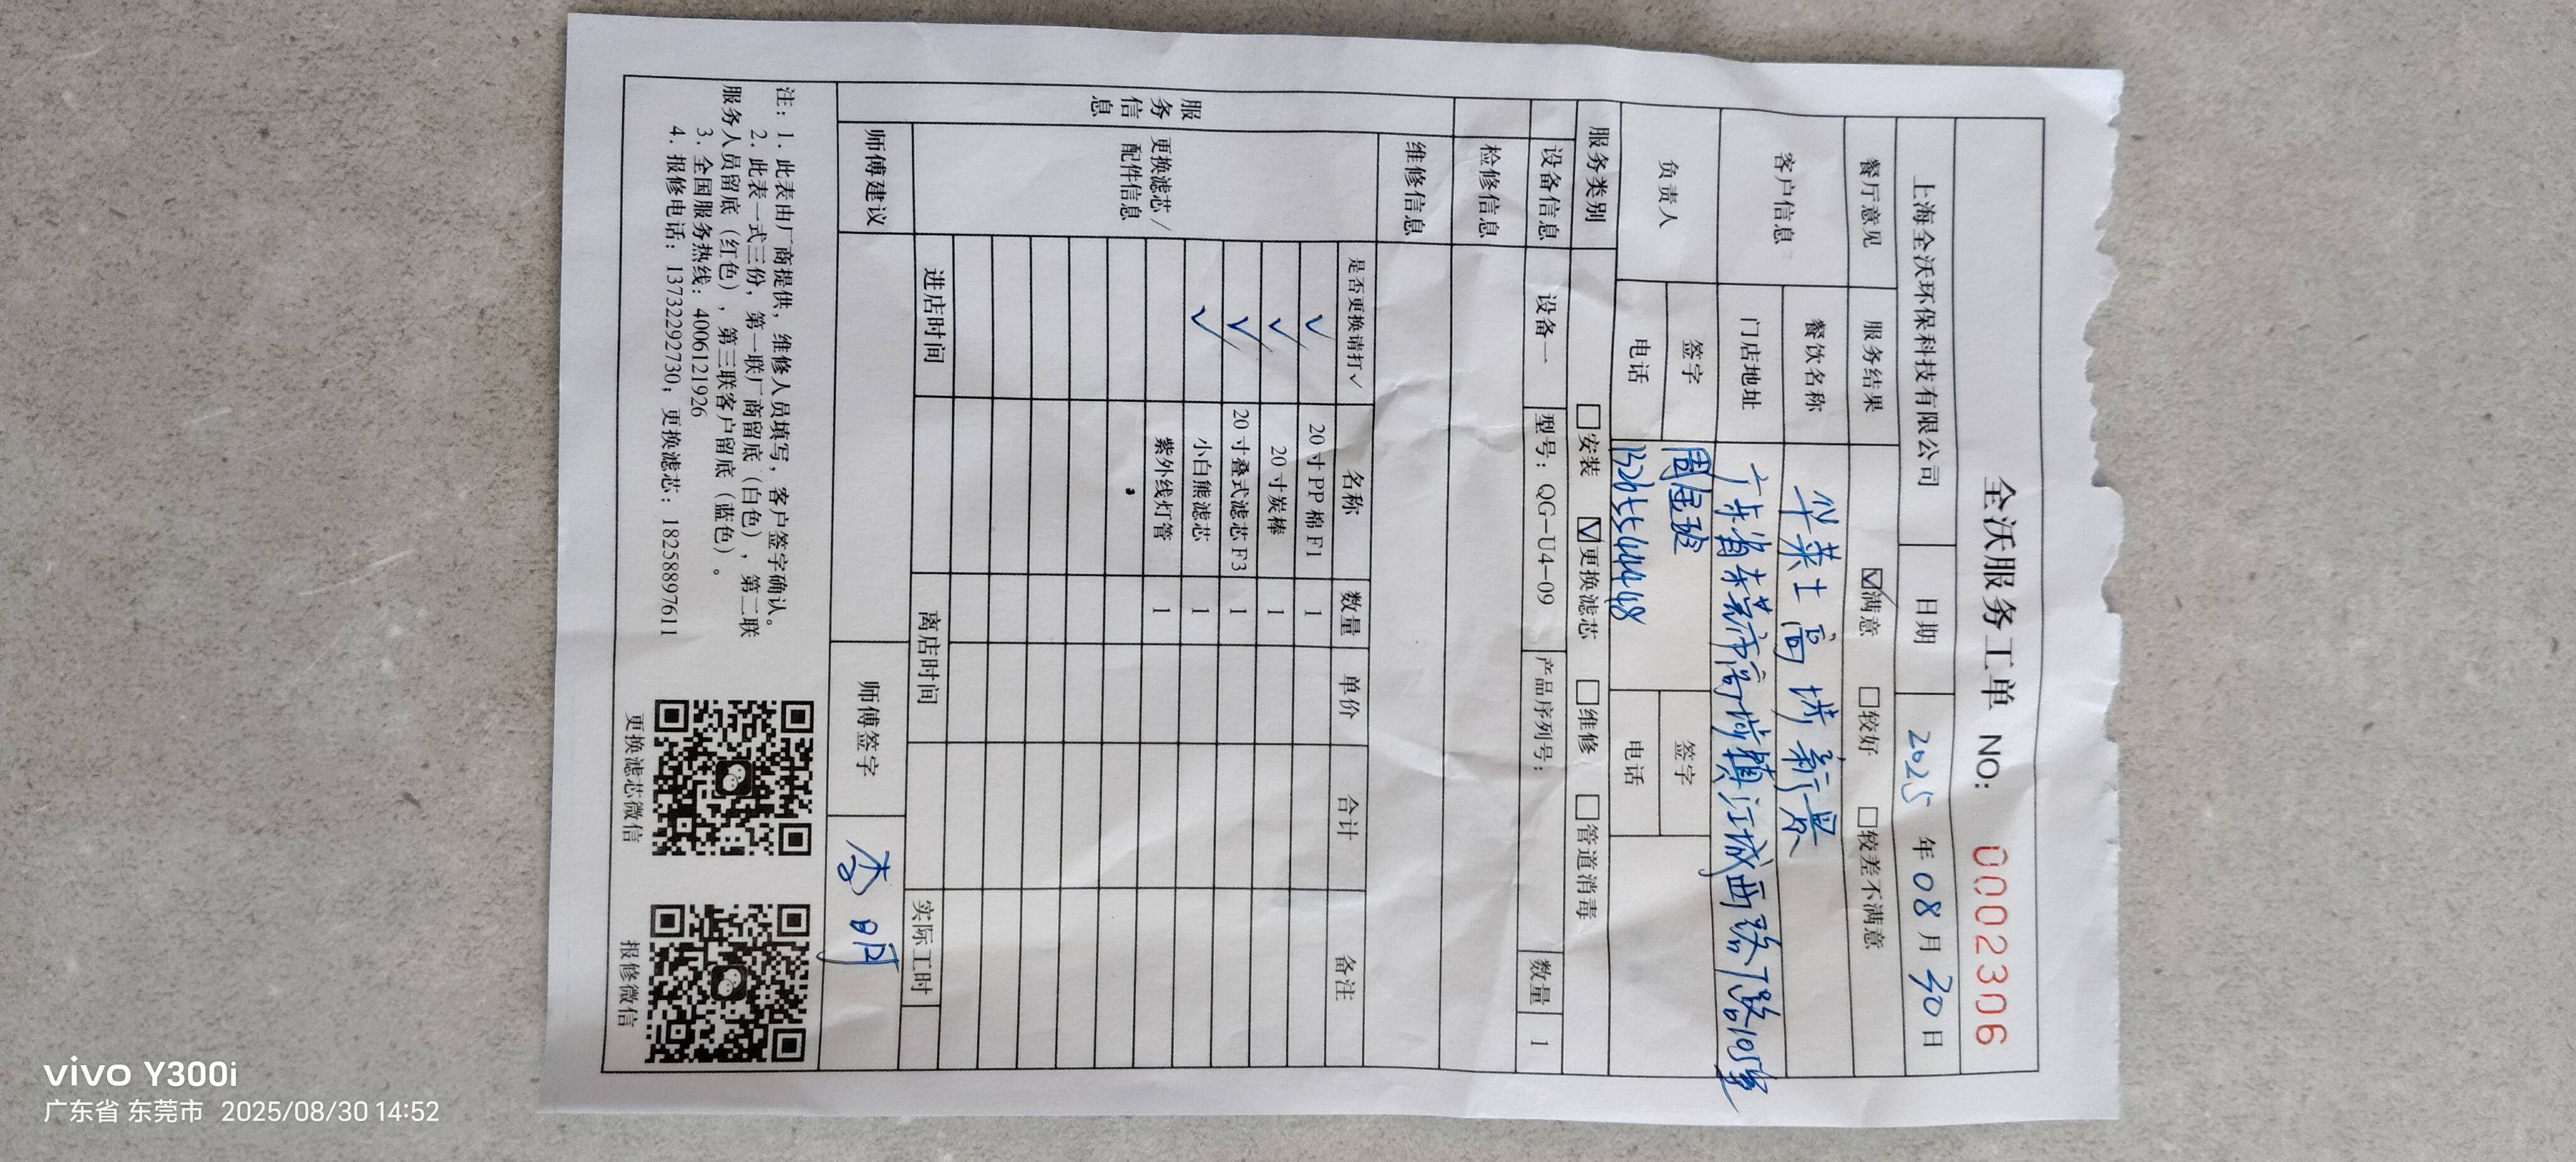 全沃服务工单 NO: 0002306
上海全沃环保科技有限公司 日期 2025 年 08 月 30 日
餐厅意见 服务结果 ☑满意 □较好 □较差不满意
客户信息 餐饮名称 华莱士高埗新景
门店地址 广东省东莞市高埗镇江城西路 路105室
负责人 签字 周 签字
电话 电话
服务类别 □安装 ☑更换滤芯 □维修 □管道消毒
设备信息 设备一 型号：QG-U4-09 产品序列号： 数量 1
检修信息
维修信息
服务信息
更换滤芯/配件信息
是否更换请打✓ 名称 数量 单价 合计 备注
✓ 20寸PP棉F1 1
✓ 20寸炭棒 1
✓ 20寸叠式滤芯F3 1
✓ 小白熊滤芯 1
紫外线灯管 1
进店时间 离店时间 实际工时
师傅建议 师傅签字 李明
注：1. 此表由厂商提供，维修人员填写，客户签字确认。
2. 此表一式三份，第一联厂商留底（白色），第二联
服务人员留底（红色），第三联客户留底（蓝色）。
3. 全国服务热线：4006121926
4. 报修电话：13732292730；更换滤芯：18258897611
更换滤芯微信 报修微信
vivo Y300i
广东省 东莞市 2025/08/30 14:52